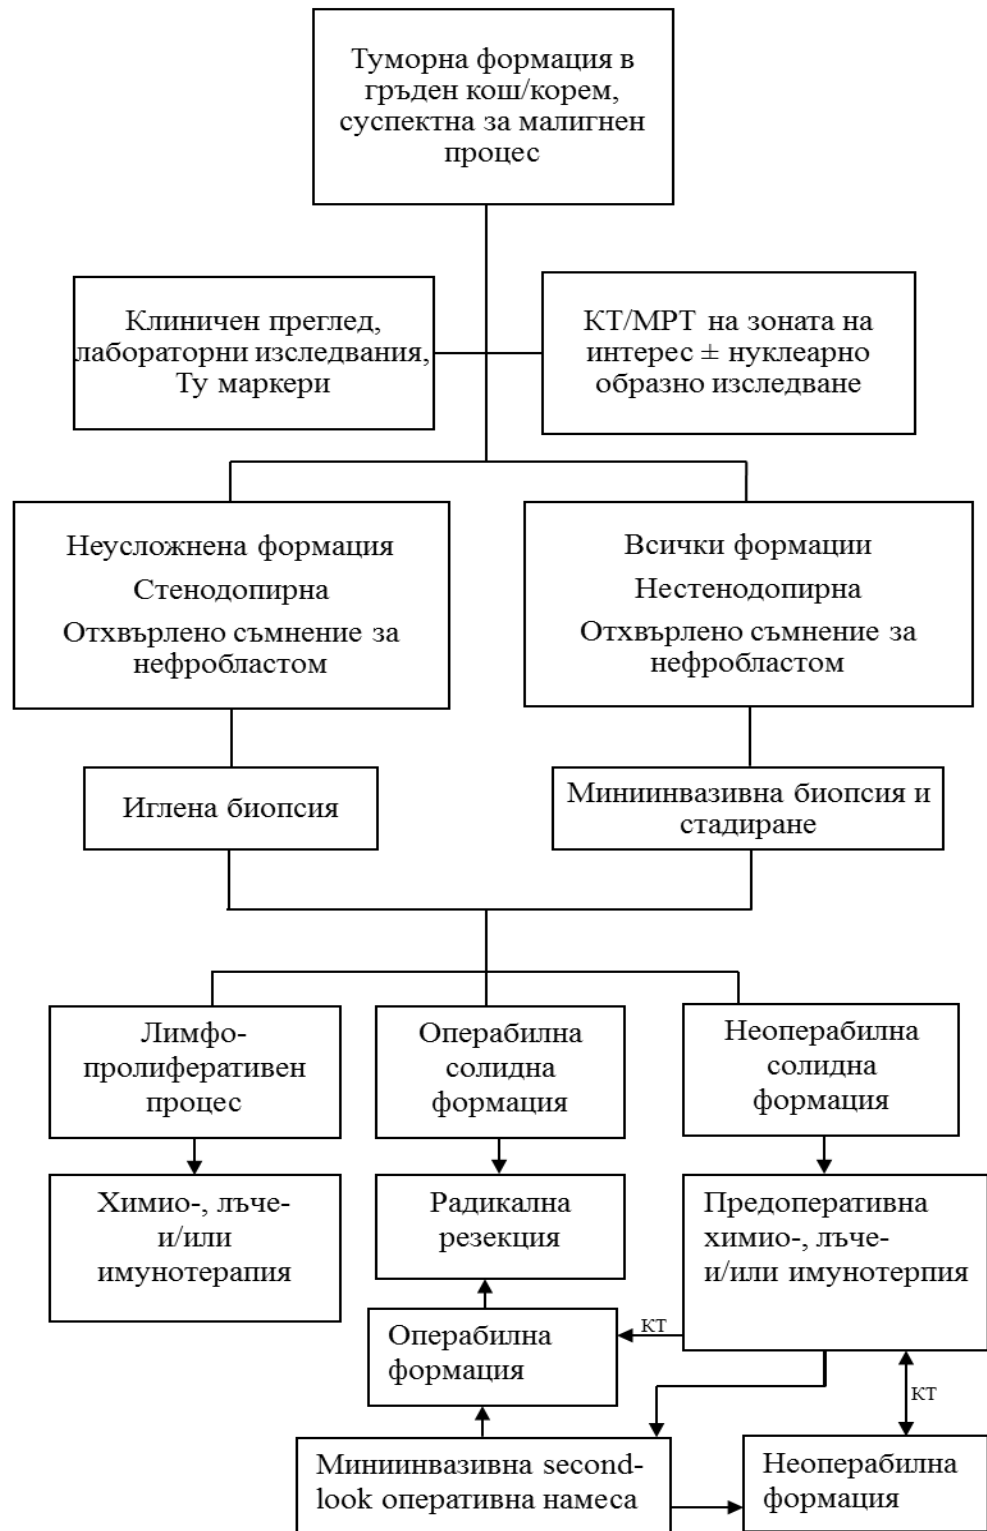 Туморна формация в
гръден кош/корем,
суспектна за малигнен
процес
Клиничен преглед,
лабораторни изследвания,
Ту маркери
КТ/МРТ на зоната на
интерес ± нуклеарно
образно изследване
Неусложнена формация
Стенодопирна
Отхвърлено съмнение за
нефробластом
Всички формации
Нестенодопирна
Отхвърлено съмнение за
нефробластом
Иглена биопсия
Миниинвазивна биопсия и
стадиране
Лимфо-
пролиферативен
процес
Операбилна
солидна
формация
Неоперабилна
солидна
формация
Химио-, лъче-
и/или
имунотерапия
Радикална
резекция
Предоперативна
химио-, лъче-
и/или имунотерпия
Операбилна
формация
КТ
КТ
Миниинвазивна second-
look оперативна намеса
Неоперабилна
формация